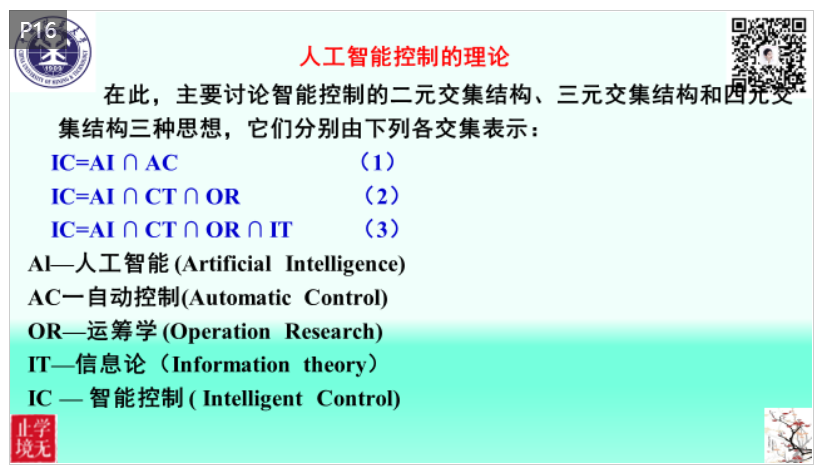 P16
人工智能控制的理论
在此，主要讨论智能控制的二元交集结构、三元交集结构和四元交
集结构三种思想，它们分别由下列各交集表示：
IC=AI ∩ AC （1）
IC=AI ∩ CT ∩ OR （2）
IC=AI ∩ CT ∩ OR ∩ IT （3）
AI—人工智能 (Artificial Intelligence)
AC—自动控制(Automatic Control)
OR—运筹学 (Operation Research)
IT—信息论（Information theory）
IC — 智能控制 ( Intelligent Control)
止学
境无